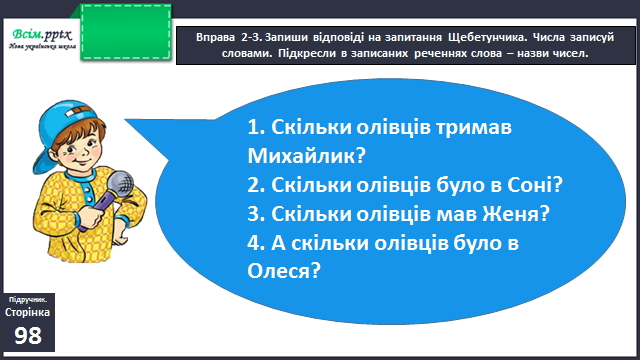 Всім.pptx
Нова українська школа
Вправа 2-3. Запиши відповіді на запитання Щебетунчика. Числа записуй
словами. Підкресли в записаних реченнях слова – назви чисел.
1. Скільки олівців тримав
Михайлик?
2. Скільки олівців було в Соні?
3. Скільки олівців мав Женя?
4. А скільки олівців було в
Олеся?
Підручник.
Сторінка
98